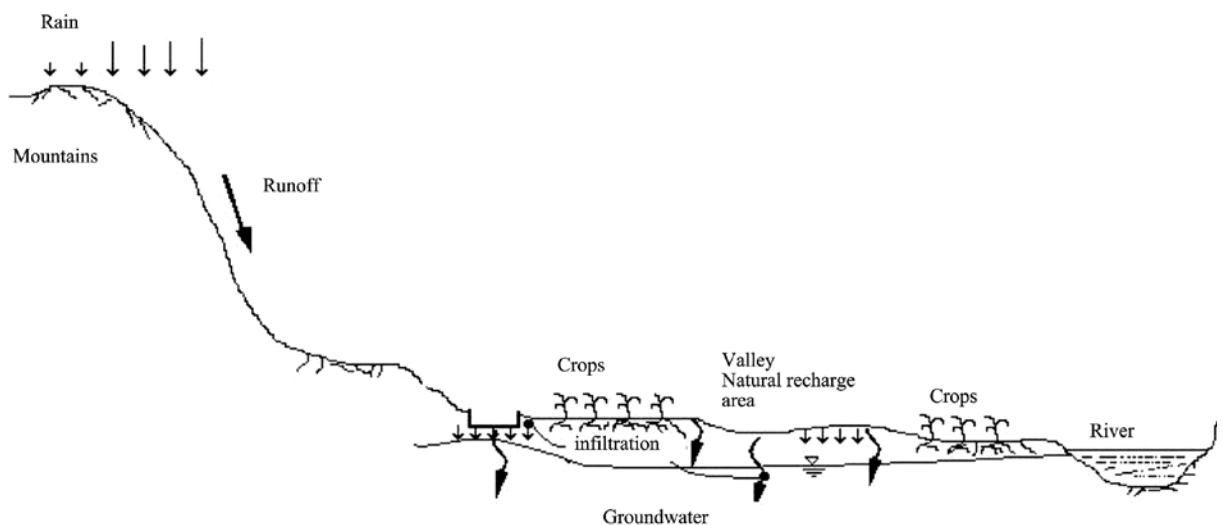 Rain
Mountains
Runoff
Crops
Valley
Natural recharge
area
Crops
River
infiltration
Groundwater